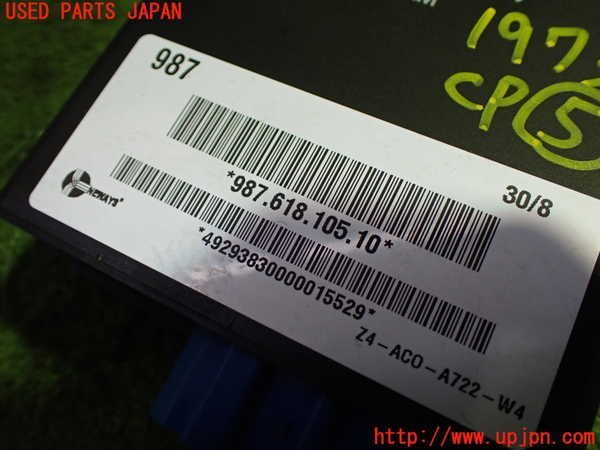 USED PARTS JAPAN
987
*987.618.105.10*
30/8
*49293830000015529*
Z4-ACO-A722-W4
CP 5
http://www.upjpn.com/